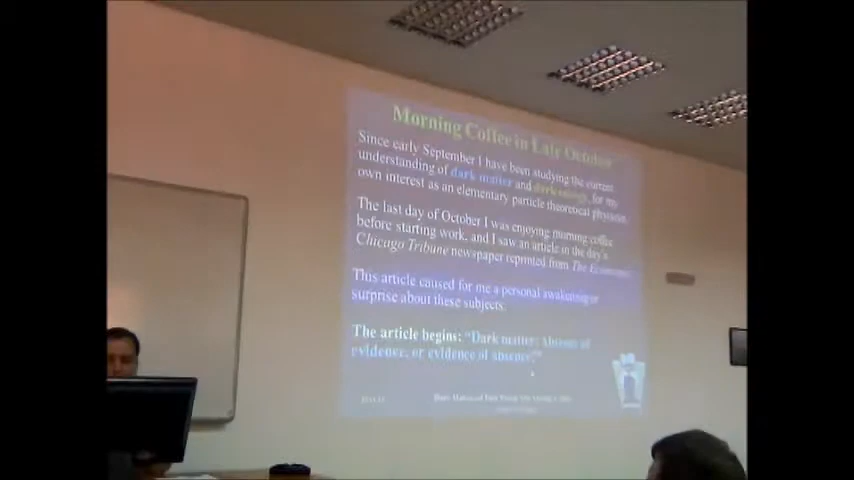 Morning Coffee in Late October
Since early September I have been studying the current
understanding of dark matter and dark energy, for my
own interest as an elementary particle theoretical physicist.
The last day of October I was enjoying morning coffee
before starting work, and I saw an article in the day's
Chicago Tribune newspaper reprinted from The Economist
This article caused for me a personal awakening or
surprise about these subjects.
The article begins: "Dark matter: absence of
evidence, or evidence of absence?"